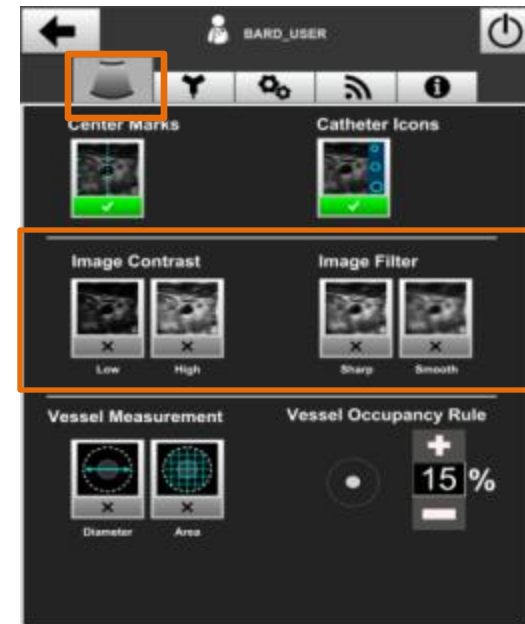 BARD_USER
Center Marks
Catheter Icons
Image Contrast
Image Filter
Low
High
Sharp
Smooth
Vessel Measurement
Vessel Occupancy Rule
15 %
Diameter
Area